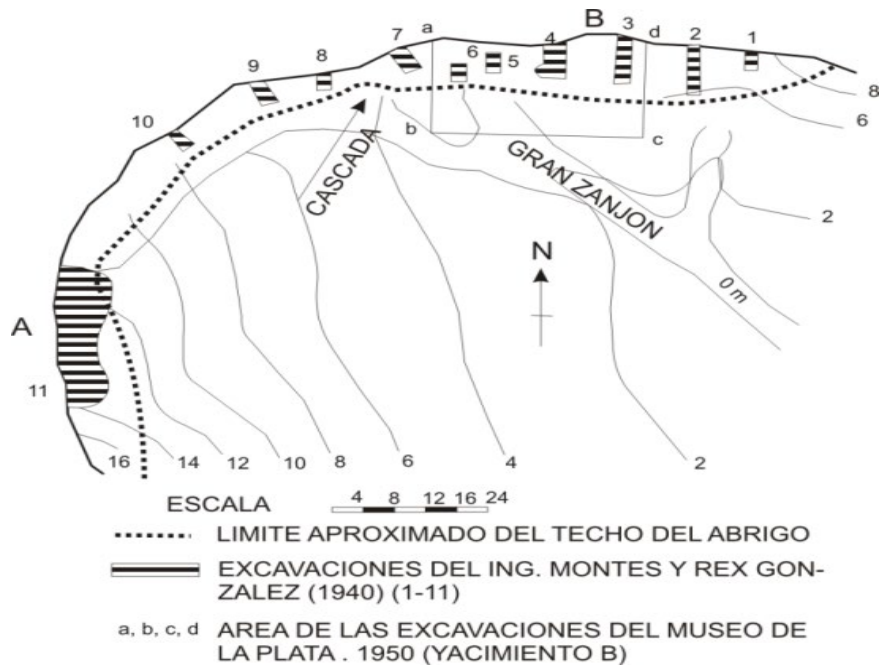 B
7 a 3 d
8 6 4 2 1
9 5
8
10 b c 6
CASCADA
GRAN ZANJON
2
N
0 m
A
11
16 14 12 10 8 6 4 2
ESCALA 4 8 12 16 24
LIMITE APROXIMADO DEL TECHO DEL ABRIGO
EXCAVACIONES DEL ING. MONTES Y REX GON-
ZALEZ (1940) (1-11)
a, b, c, d AREA DE LAS EXCAVACIONES DEL MUSEO DE
LA PLATA . 1950 (YACIMIENTO B)